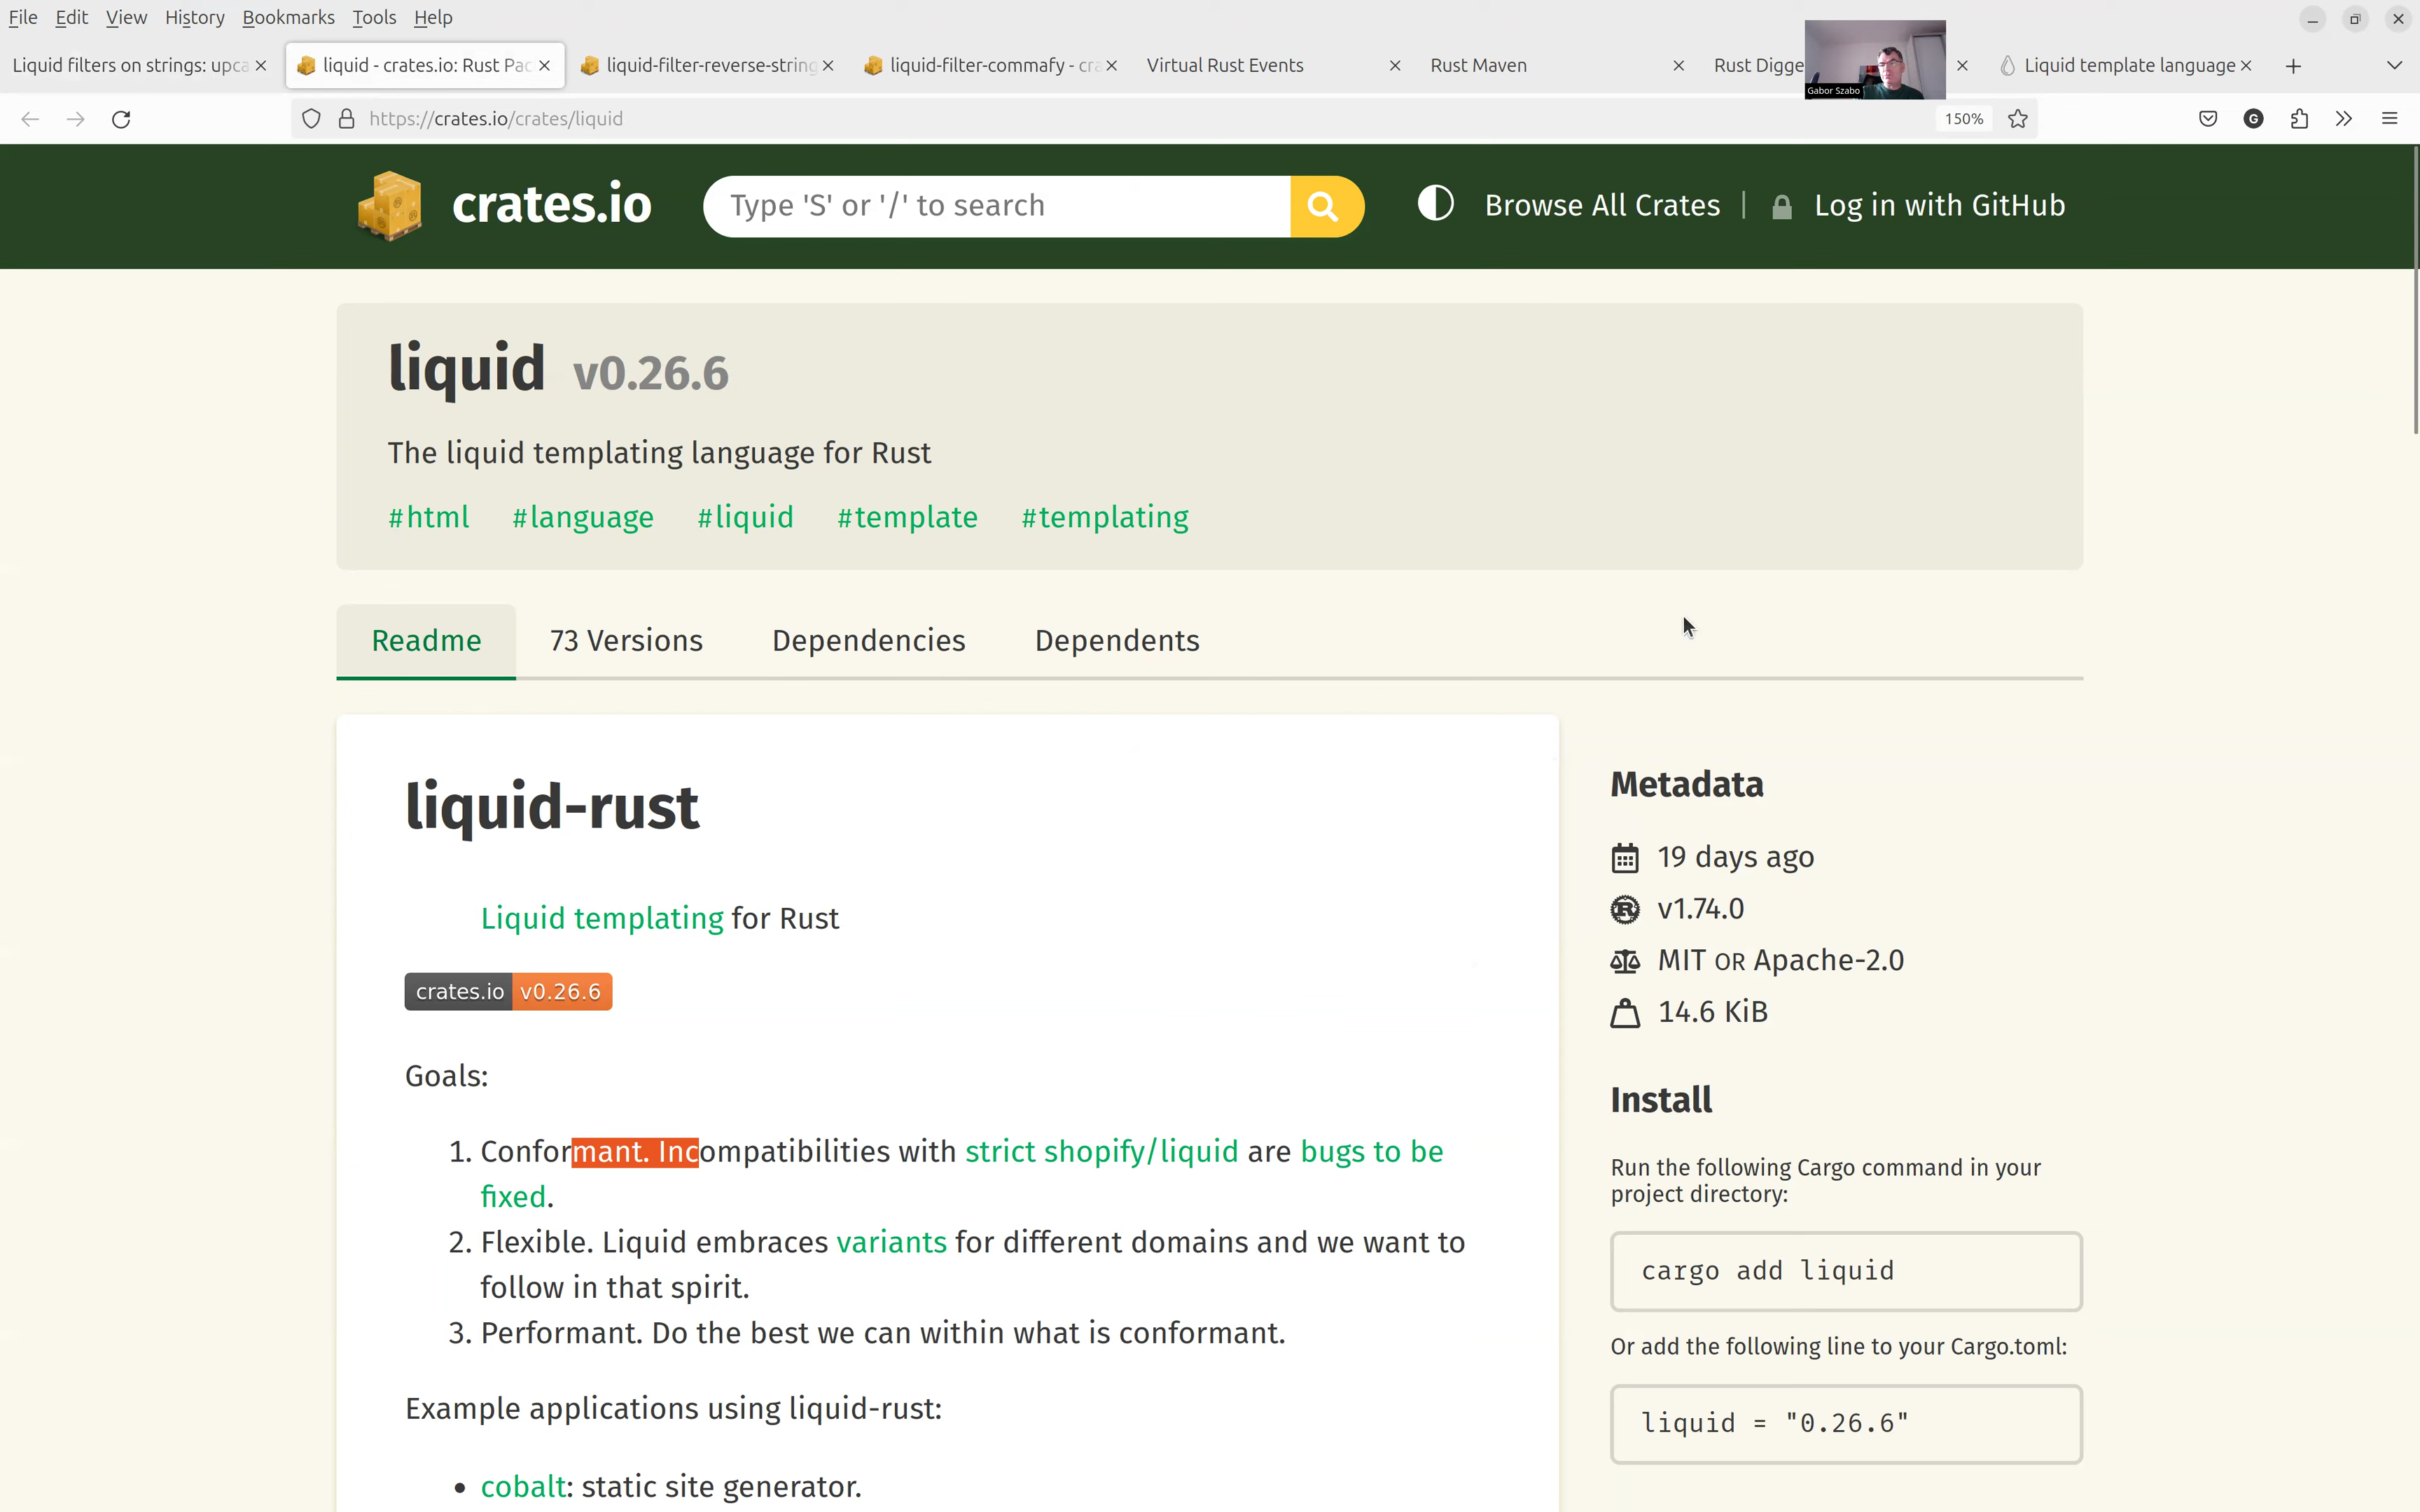 File Edit View History Bookmarks Tools Help
Liquid filters on strings: upca
liquid - crates.io: Rust Pac
liquid-filter-reverse-string
liquid-filter-commafy - cra
Virtual Rust Events
Rust Maven
Rust Digge
Liquid template language
Gabor Szabo
https://crates.io/crates/liquid
150%
G
crates.io
Type 'S' or '/' to search
Browse All Crates | Log in with GitHub
liquid v0.26.6
The liquid templating language for Rust
#html #language #liquid #template #templating
Readme 73 Versions Dependencies Dependents
liquid-rust
Liquid templating for Rust
crates.io v0.26.6
Goals:
1. Conformant. Incompatibilities with strict shopify/liquid are bugs to be
fixed.
2. Flexible. Liquid embraces variants for different domains and we want to
follow in that spirit.
3. Performant. Do the best we can within what is conformant.
Example applications using liquid-rust:
• cobalt: static site generator.
Metadata
19 days ago
v1.74.0
MIT OR Apache-2.0
14.6 KiB
Install
Run the following Cargo command in your
project directory:
cargo add liquid
Or add the following line to your Cargo.toml:
liquid = "0.26.6"